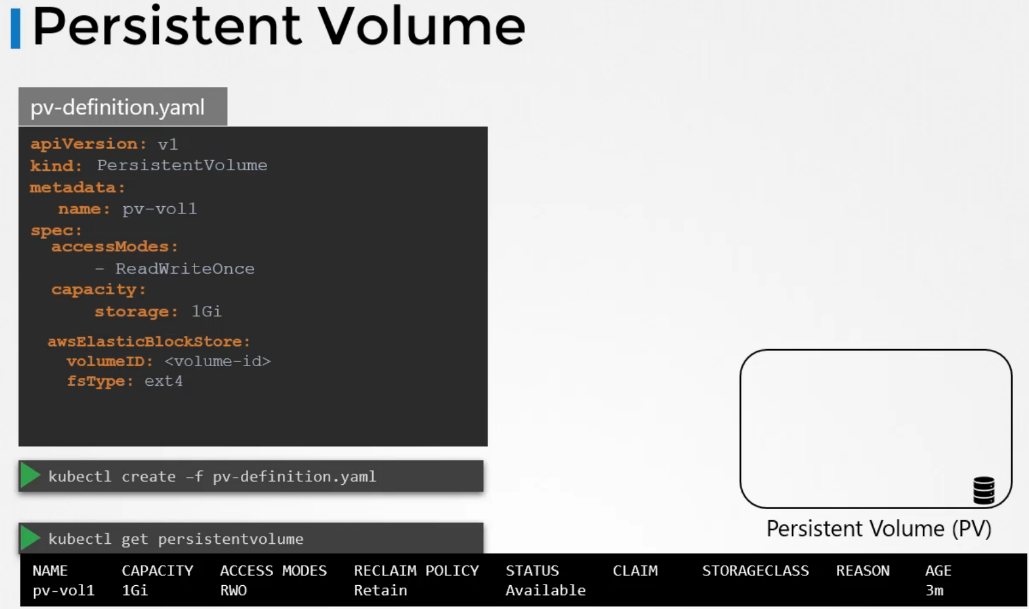 Persistent Volume
pv-definition.yaml
apiVersion: v1
kind: PersistentVolume
metadata:
name: pv-vol1
spec:
accessModes:
- ReadWriteOnce
capacity:
storage: 1Gi
awsElasticBlockStore:
volumeID: <volume-id>
fsType: ext4
kubectl create –f pv-definition.yaml
kubectl get persistentvolume
Persistent Volume (PV)
NAME CAPACITY ACCESS MODES RECLAIM POLICY STATUS CLAIM STORAGECLASS REASON AGE
pv-vol1 1Gi RWO Retain Available 3m